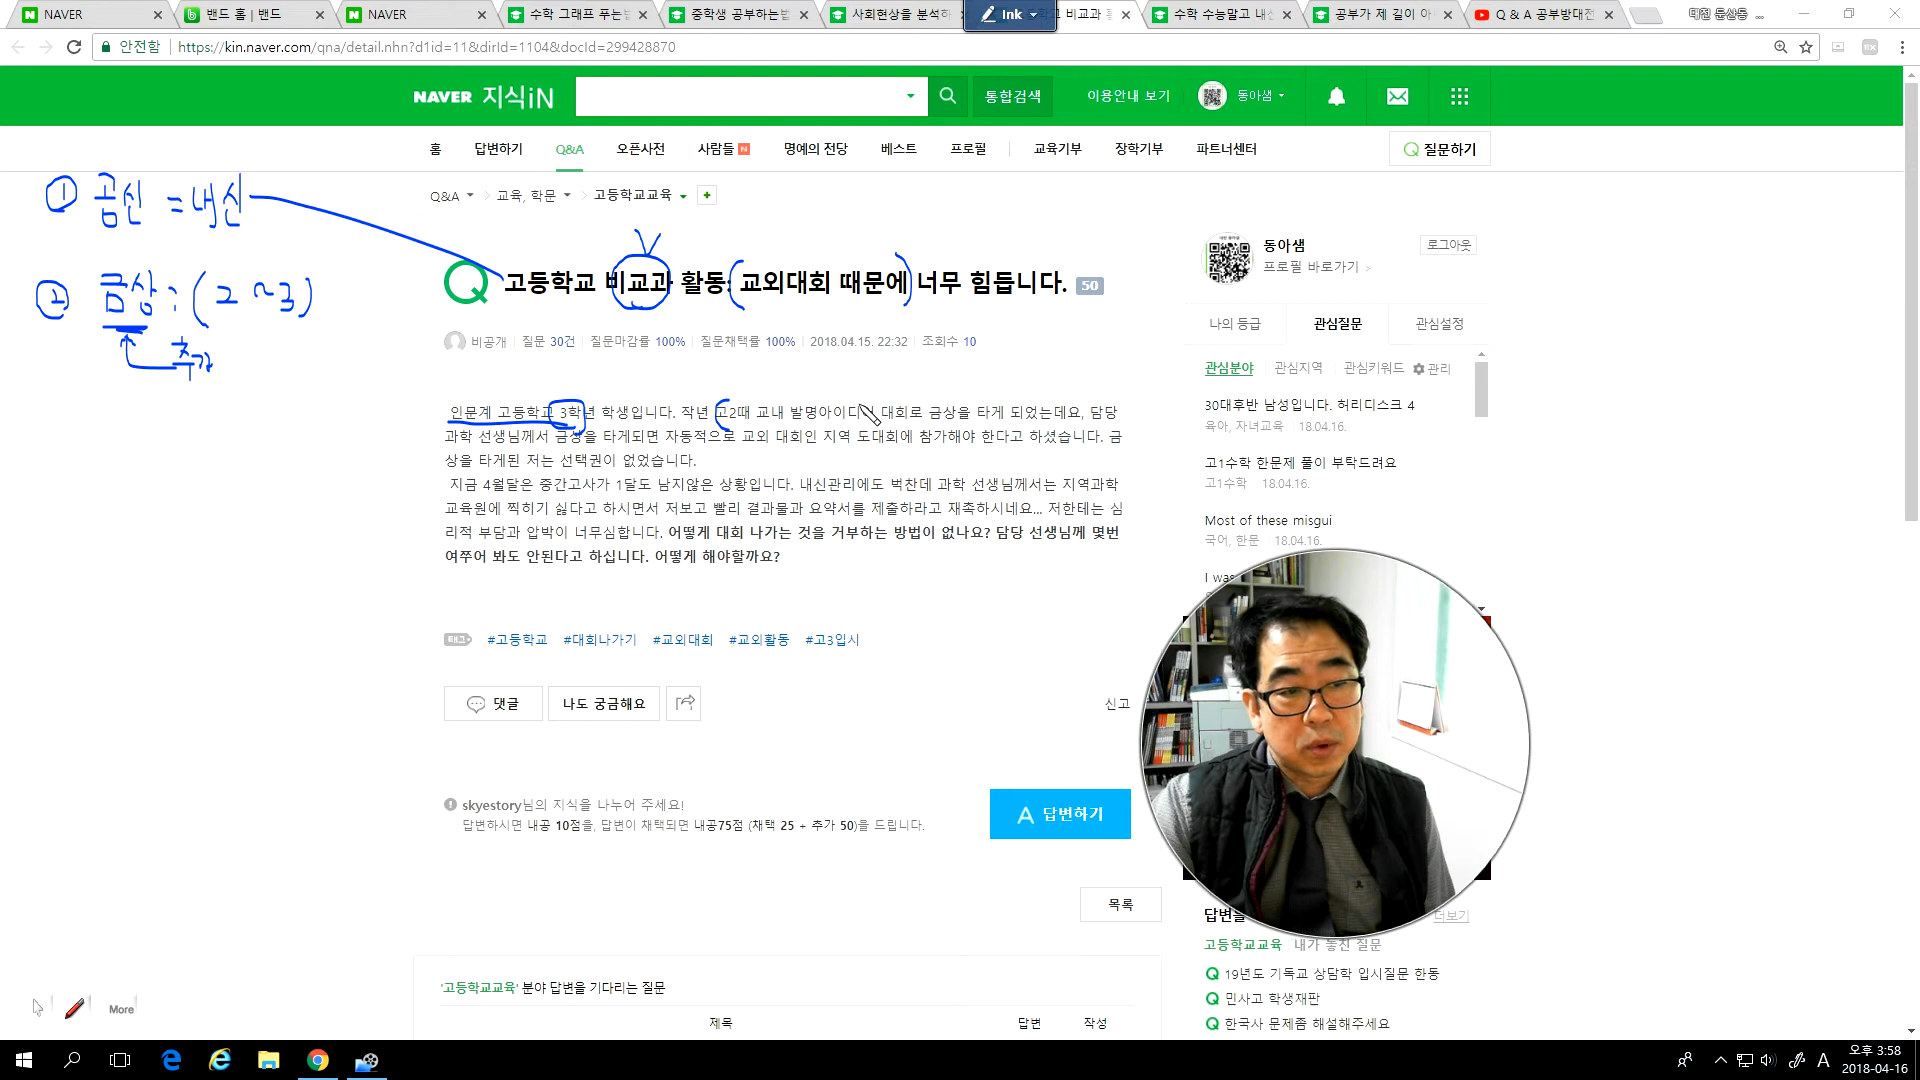 NAVER
밴드 홈 | 밴드
NAVER
수학 그래프 푸는법
중학생 공부하는법
사회현상을 분석하
Ink
비교과
수학 수능말고 내신
공부가 제 길이 아
Q & A 공부방대전
대전 둔산동 ...
안전함
https://kin.naver.com/qna/detail.nhn?d1id=11&dirId=1104&docId=299428870
NAVER 지식iN
통합검색
이용안내 보기
동아샘
홈
답변하기
Q&A
오픈사전
사람들 N
명예의 전당
베스트
프로필
교육기부
장학기부
파트너센터
질문하기
Q&A
교육, 학문
고등학교교육
① 곰신 = 내신
② 금상 : (2 ~ 3)
추가
고등학교 비교과 활동: 교외대회 때문에 너무 힘듭니다. 50
비공개 질문 30건 질문마감률 100% 질문채택률 100% 2018.04.15. 22:32 조회수 10
인문계 고등학교 3학년 학생입니다. 작년 고2때 교내 발명아이디어 대회로 금상을 타게 되었는데요, 담당
과학 선생님께서 금상을 타게되면 자동적으로 교외 대회인 지역 도대회에 참가해야 한다고 하셨습니다. 금
상을 타게된 저는 선택권이 없었습니다.
지금 4월달은 중간고사가 1달도 남지않은 상황입니다. 내신관리에도 벅찬데 과학 선생님께서는 지역과학
교육원에 찍히기 싫다고 하시면서 저보고 빨리 결과물과 요약서를 제출하라고 재촉하시네요... 저한테는 심
리적 부담과 압박이 너무심합니다. 어떻게 대회 나가는 것을 거부하는 방법이 없나요? 담당 선생님께 몇번
여쭈어 봐도 안된다고 하십니다. 어떻게 해야할까요?
태그 #고등학교 #대회나가기 #교외대회 #교외활동 #고3입시
댓글
나도 궁금해요
신고
skyestory님의 지식을 나누어 주세요!
답변하시면 내공 10점을, 답변이 채택되면 내공75점 (채택 25 + 추가 50)을 드립니다.
답변하기
목록
'고등학교교육' 분야 답변을 기다리는 질문
제목
답변
작성
동아샘
로그아웃
프로필 바로가기 >
나의 등급
관심질문
관심설정
관심분야
관심지역
관심키워드
관리
30대후반 남성입니다. 허리디스크 4
육아, 자녀교육 18.04.16.
고1수학 한문제 풀이 부탁드려요
고1수학 18.04.16.
Most of these misgui
국어, 한문 18.04.16.
I was
답변을
더보기
고등학교교육 내가 놓친 질문
19년도 기독교 상담학 입시질문 한동
민사고 학생재판
한국사 문제좀 해설해주세요
More
A
오후 3:58
2018-04-16